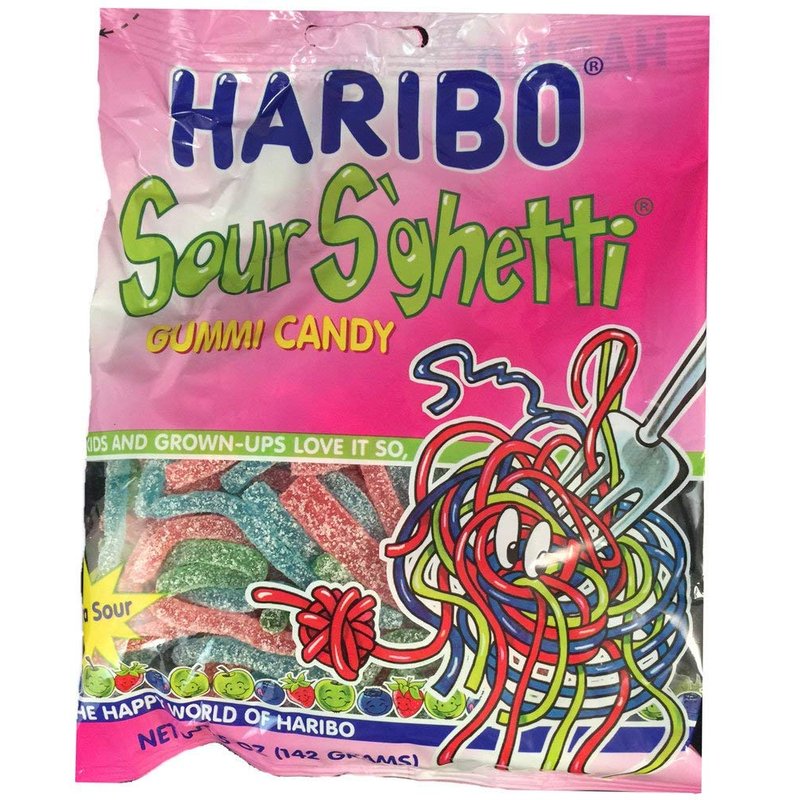 HARIBO®
Sour S'ghetti®
GUMMI CANDY
KIDS AND GROWN-UPS LOVE IT SO,
Sour
THE HAPPY WORLD OF HARIBO
NET OZ (142 GRAMS)